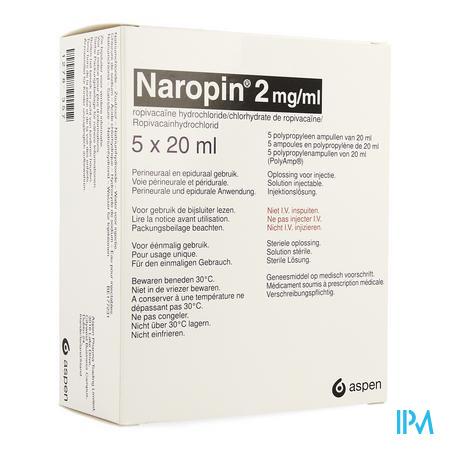 Naropin® 2 mg/ml
ropivacaïne hydrochloride/chlorhydrate de ropivacaïne/
Ropivacainhydrochlorid
5 x 20 ml
5 polypropyleen ampullen van 20 ml
5 ampoules en polypropylène de 20 ml
5 polypropylenampullen von 20 ml
(PolyAmp®)
Perineuraal en epiduraal gebruik.
Voie périneurale et péridurale.
Perineurale und epidurale Anwendung.
Oplossing voor injectie.
Solution injectable.
Injektionslösung.
Voor gebruik de bijsluiter lezen.
Lire la notice avant utilisation.
Packungsbeilage beachten.
Niet I.V. inspuiten.
Ne pas injecter I.V.
Nicht I.V. injizieren.
Voor éénmalig gebruik.
Pour usage unique.
Für den einmaligen Gebrauch.
Steriele oplossing.
Solution stérile.
Sterile Lösung.
Bewaren beneden 30°C.
Niet in de vriezer bewaren.
A conserver à une température ne
dépassant pas 30°C.
Ne pas congeler.
Nicht über 30°C lagern.
Nicht einfrieren.
Geneesmiddel op medisch voorschrift.
Médicament soumis à prescription médicale.
Verschreibungspflichtig.
aspen
Aspen Pharma Trading Limited,
IPM